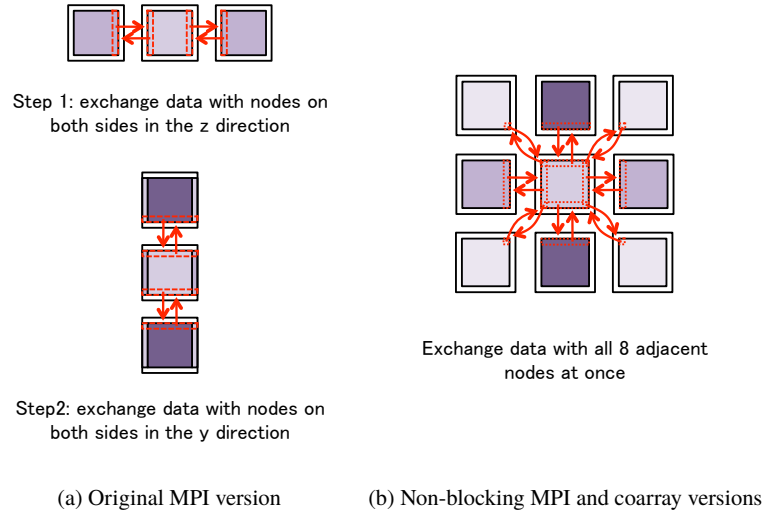 Step 1: exchange data with nodes on
both sides in the z direction
Step2: exchange data with nodes on
both sides in the y direction
(a) Original MPI version
Exchange data with all 8 adjacent
nodes at once
(b) Non-blocking MPI and coarray versions